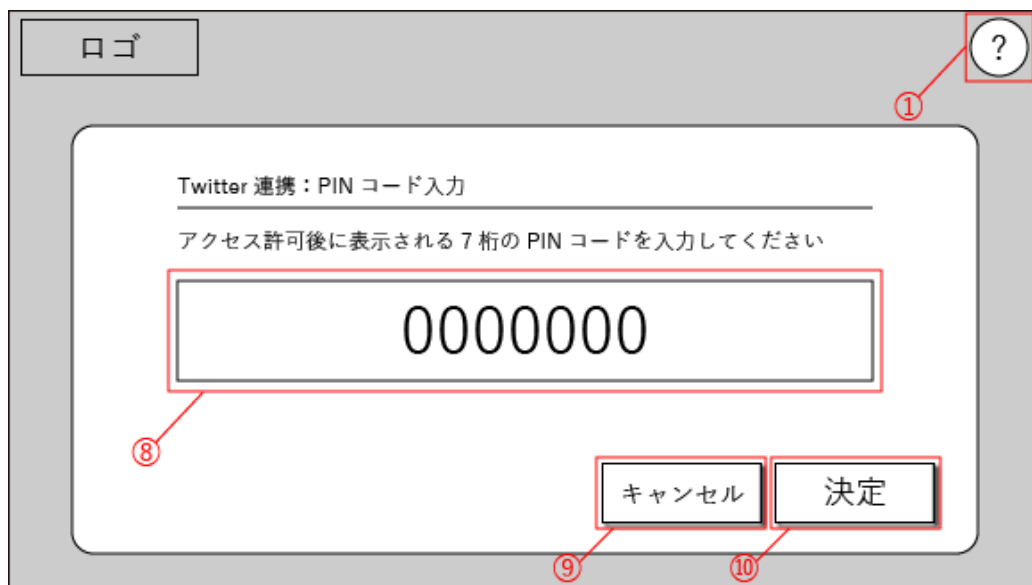 ロゴ
?
①
Twitter 連携：PIN コード入力
アクセス許可後に表示される 7 桁の PIN コードを入力してください
0000000
⑧
キャンセル
決定
⑨
⑩